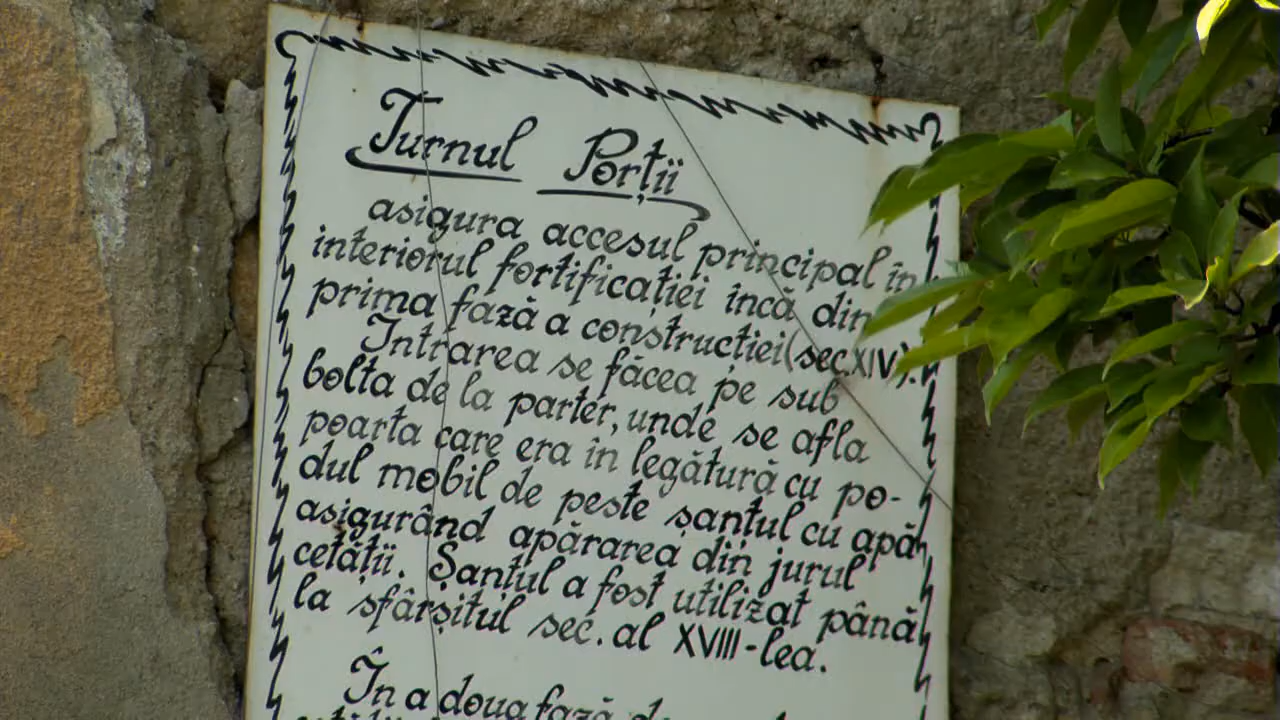 Turnul Porții
asigura accesul principal în
interiorul fortificației încă din
prima fază a construcției(sec.XIV).
Intrarea se făcea pe sub
bolta de la parter, unde se afla
poarta care era în legătură cu po-
dul mobil de peste șanțul cu apă
asigurând apărarea din jurul
cetății. Șanțul a fost utilizat până
la sfârșitul sec. al XVIII-lea.
În a doua fază de